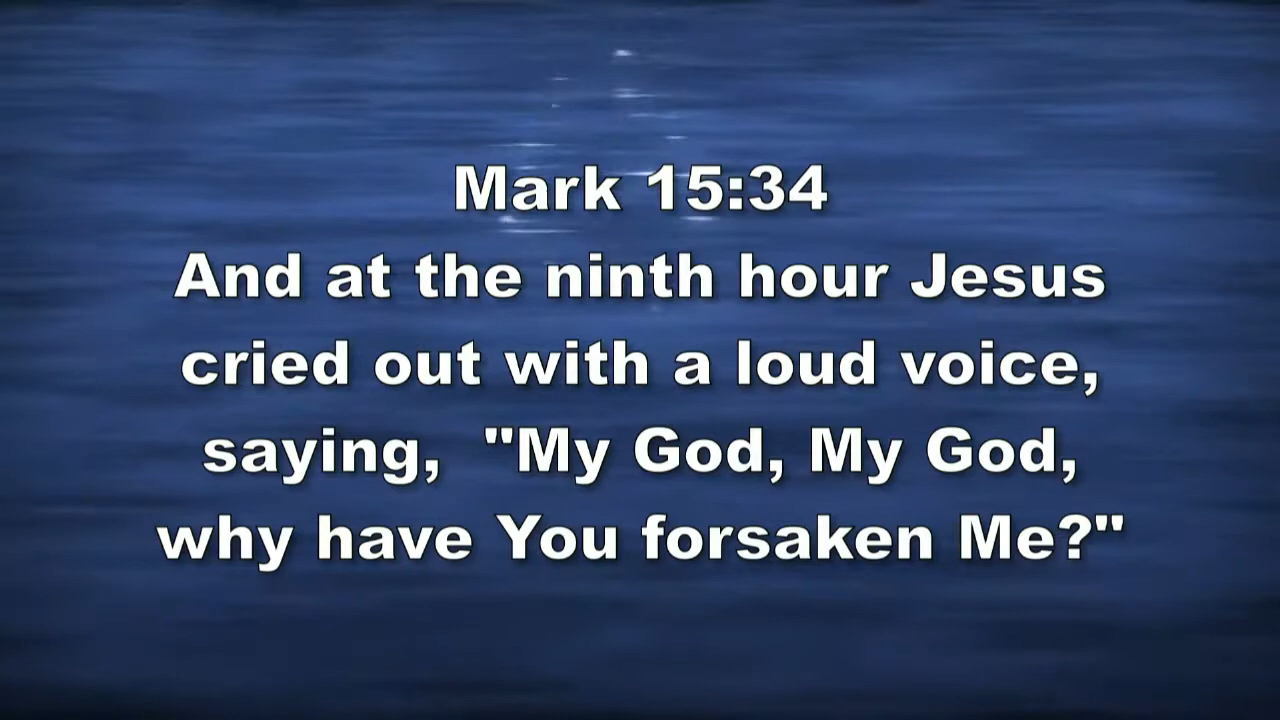 Mark 15:34
And at the ninth hour Jesus
cried out with a loud voice,
saying,  "My God, My God,
why have You forsaken Me?"